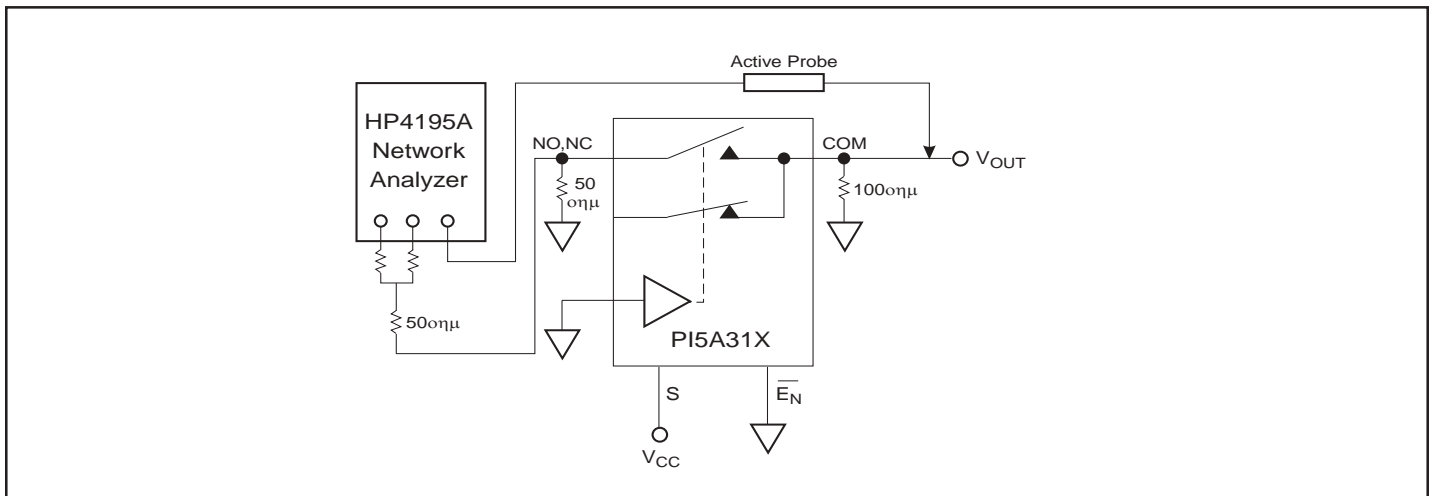 Active Probe
HP4195A
Network
Analyzer
NO,NC
COM
VOUT
50
οημ
100οημ
50οημ
PI5A31X
S
EN
VCC